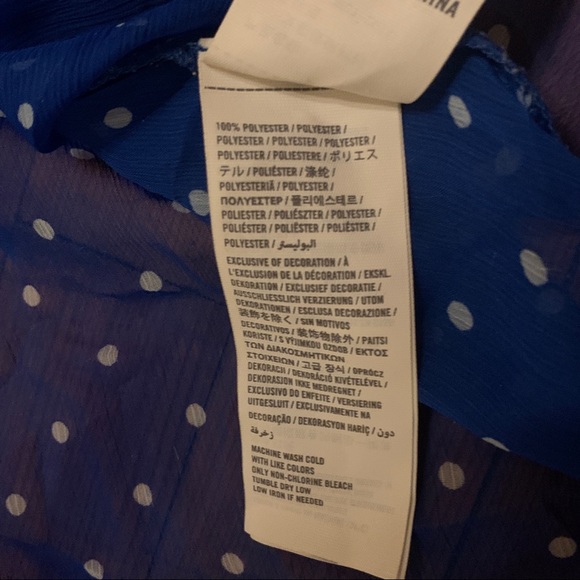 100% POLYESTER / POLYESTER /
POLYESTER / POLYESTER / POLYESTER /
POLYESTER / POLIESTERE / ポリエス
テル / POLIÉSTER / 涤纶 /
POLYESTERIÄ / POLYESTER /
ΠΟΛΥΕΣΤΕΡ / 폴리에스테르 /
POLIESTER / POLIÉSZTER / POLYESTER /
POLIÉSTER / POLIÉSTER / POLIÉSTER /
POLYESTER / البوليستر
EXCLUSIVE OF DECORATION / À
L'EXCLUSION DE LA DÉCORATION / EKSKL.
DEKORATION / EXCLUSIEF DECORATIE /
AUSSCHLIESSLICH VERZIERUNG / UTOM
DEKORATIONEN / ESCLUSA DECORAZIONE /
装飾を除く / SIN MOTIVOS
DECORATIVOS / 装饰物除外 / PAITSI
KORISTE / S VÝJIMKOU OZDOB / ΕΚΤΟΣ
ΤΩΝ ΔΙΑΚΟΣΜΗΤΙΚΩΝ
ΣΤΟΙΧΕΙΩΝ / 고급 장식 / OPRÓCZ
DEKORACJI / DEKORÁCIÓ KIVÉTELÉVEL /
DEKORASJON IKKE MEDREGNET /
EXCLUSIVO DO ENFEITE / VERSIERING
UITGESLUIT / EXCLUSIVAMENTE NA
DECORAÇÃO / DEKORASYON HARİÇ / دون
زخرفة
MACHINE WASH COLD
WITH LIKE COLORS
ONLY NON-CHLORINE BLEACH
TUMBLE DRY LOW
LOW IRON IF NEEDED